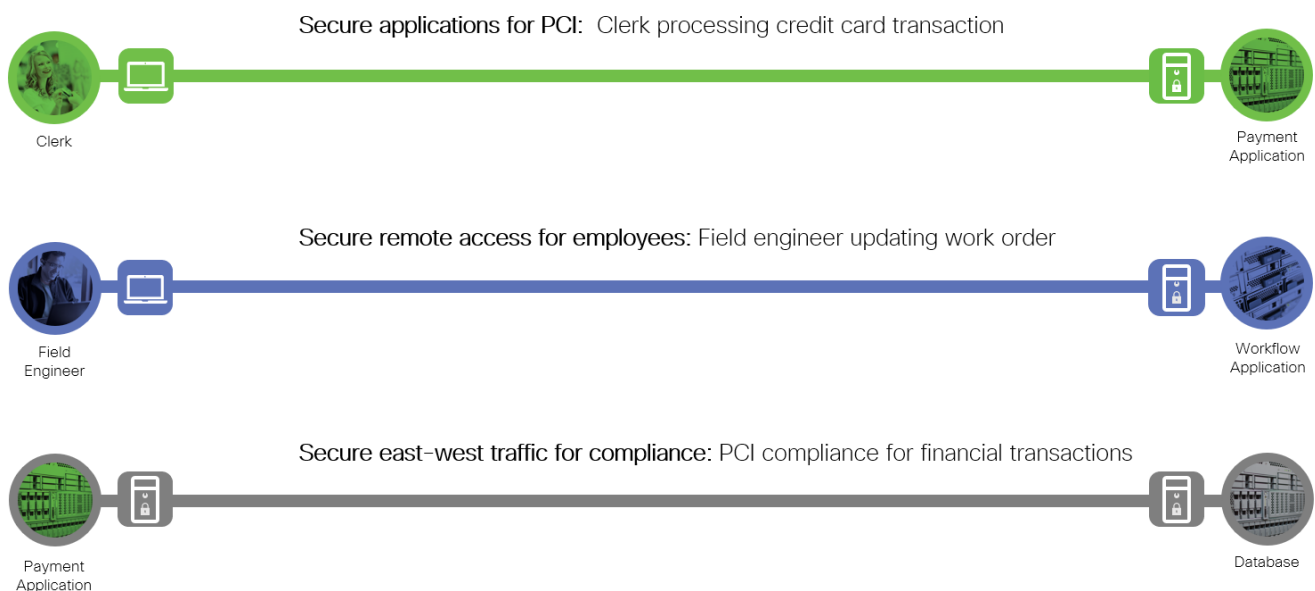 Secure applications for PCI: Clerk processing credit card transaction
Clerk
Payment
Application
Secure remote access for employees: Field engineer updating work order
Field
Engineer
Workflow
Application
Secure east-west traffic for compliance: PCI compliance for financial transactions
Payment
Application
Database